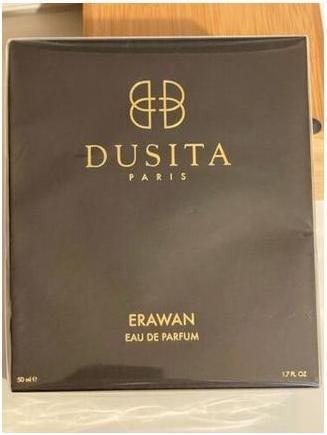 DUSITA
PARIS
ERAWAN
EAU DE PARFUM
50 ml ℮ 1.7 FL OZ